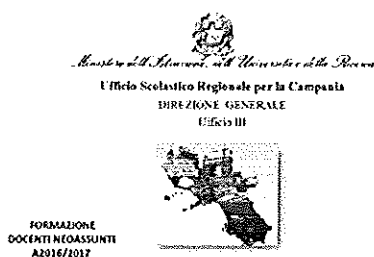 Ministero dell'Istruzione, dell'Università e della Ricerca
Ufficio Scolastico Regionale per la Campania
DIREZIONE GENERALE
Ufficio III
FORMAZIONE
DOCENTI NEOASSUNTI
A2016/2017